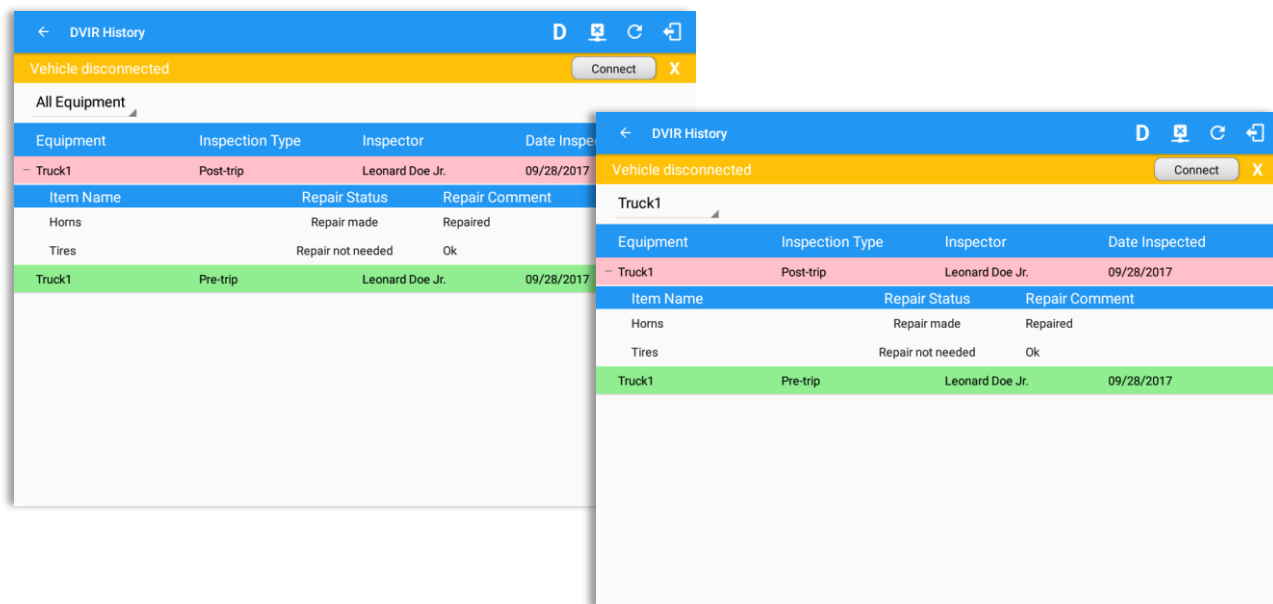 DVIR History D
Vehicle disconnected Connect X
All Equipment
Equipment Inspection Type Inspector Date Inspe
− Truck1 Post-trip Leonard Doe Jr. 09/28/2017
Item Name Repair Status Repair Comment
Horns Repair made Repaired
Tires Repair not needed Ok
Truck1 Pre-trip Leonard Doe Jr. 09/28/2017
DVIR History D
Vehicle disconnected Connect X
Truck1
Equipment Inspection Type Inspector Date Inspected
− Truck1 Post-trip Leonard Doe Jr. 09/28/2017
Item Name Repair Status Repair Comment
Horns Repair made Repaired
Tires Repair not needed Ok
Truck1 Pre-trip Leonard Doe Jr. 09/28/2017